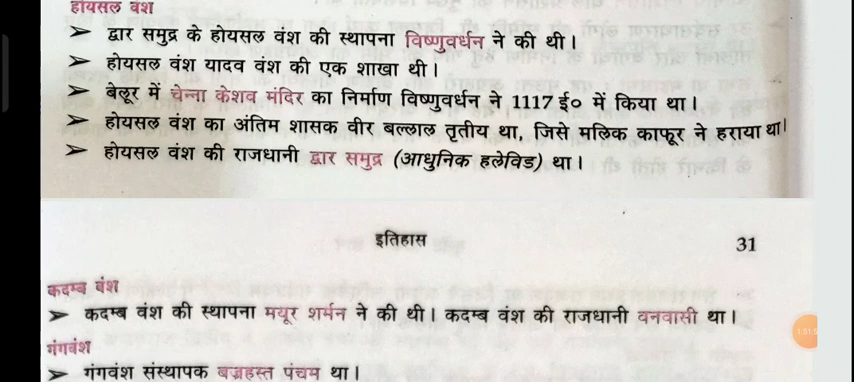 होयसल वंश
➤ द्वार समुद्र के होयसल वंश की स्थापना विष्णुवर्धन ने की थी।
➤ होयसल वंश यादव वंश की एक शाखा थी।
➤ बेलूर में चेन्ना केशव मंदिर का निर्माण विष्णुवर्धन ने 1117 ई० में किया था।
➤ होयसल वंश का अंतिम शासक वीर बल्लाल तृतीय था, जिसे मलिक काफूर ने हराया था।
➤ होयसल वंश की राजधानी द्वार समुद्र (आधुनिक हलेविड) था।
इतिहास 31
कदम्ब वंश
➤ कदम्ब वंश की स्थापना मयूर शर्मन ने की थी। कदम्ब वंश की राजधानी वनवासी था।
गंगवंश
➤ गंगवंश संस्थापक बज्रहस्त पंचम था।